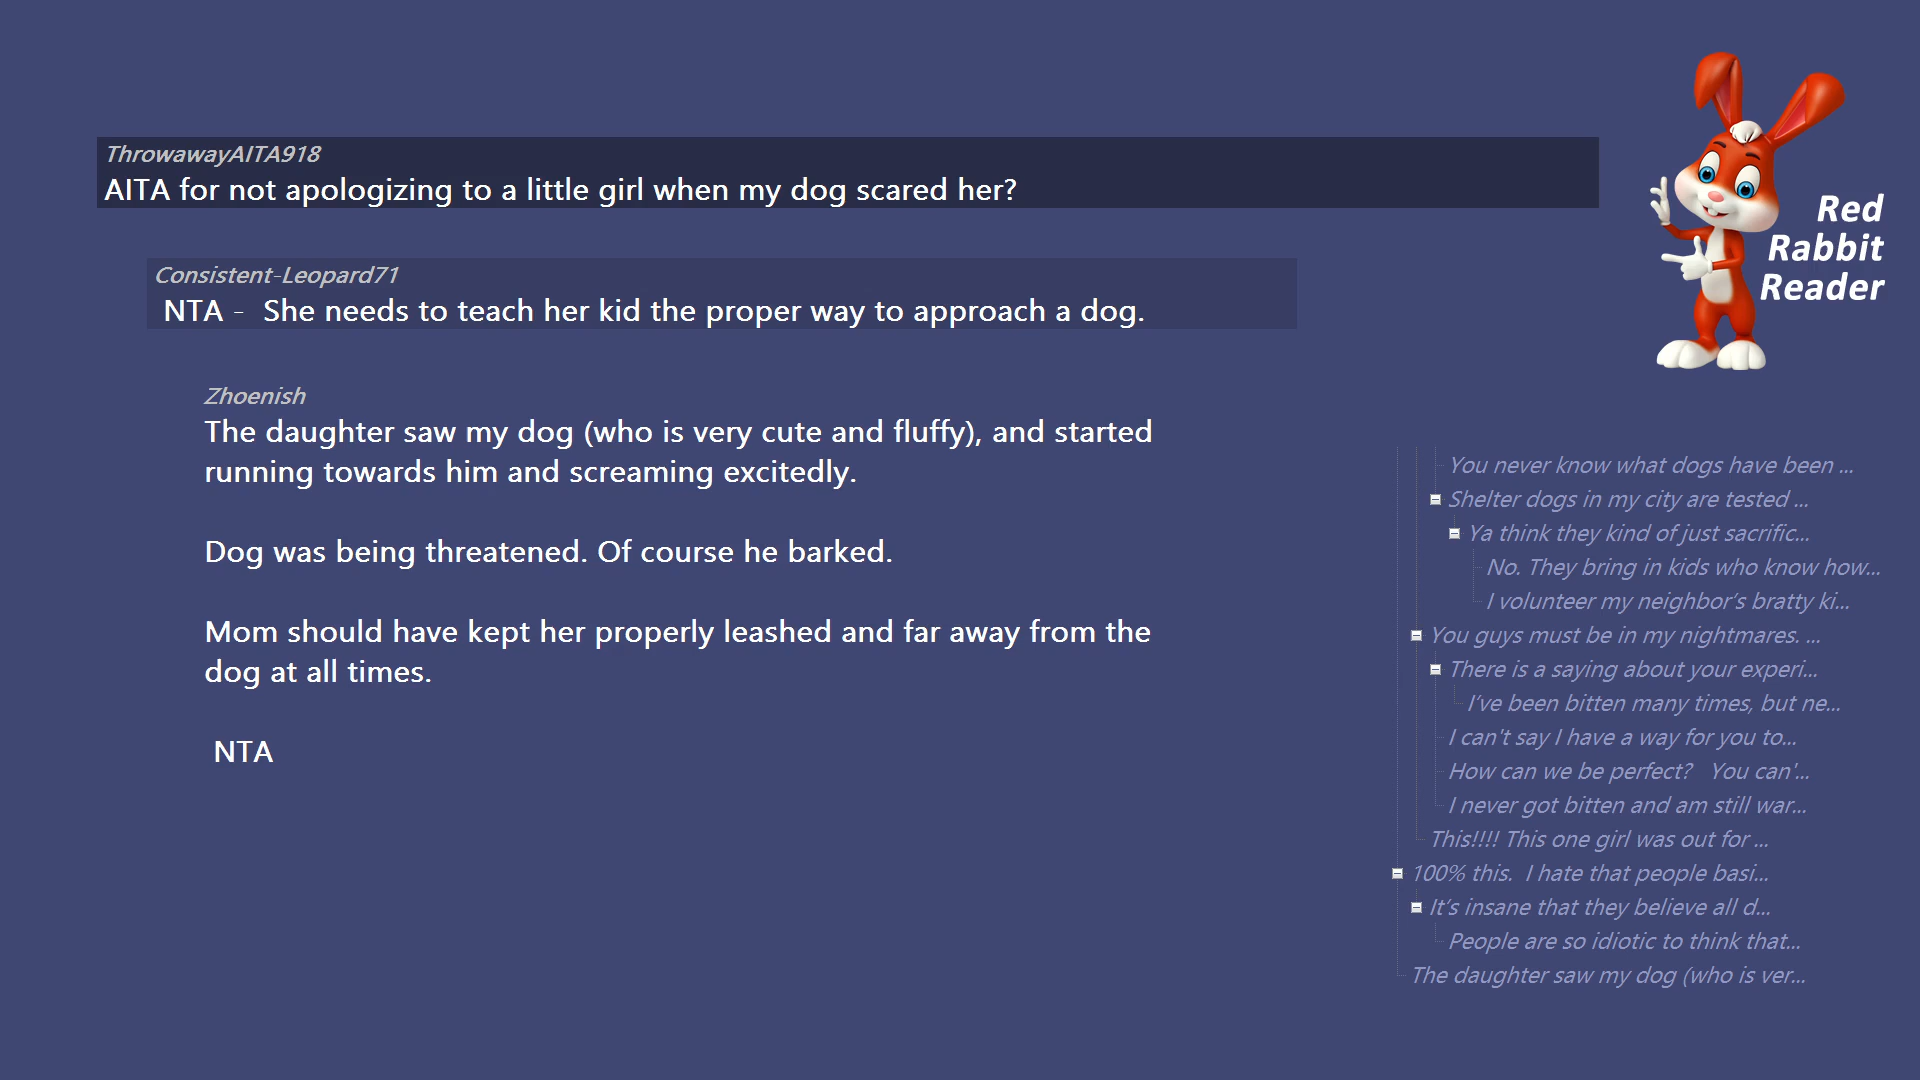 ThrowawayAITA918
AITA for not apologizing to a little girl when my dog scared her?
Red
Rabbit
Reader
Consistent-Leopard71
NTA - She needs to teach her kid the proper way to approach a dog.
Zhoenish
The daughter saw my dog (who is very cute and fluffy), and started
running towards him and screaming excitedly.
Dog was being threatened. Of course he barked.
Mom should have kept her properly leashed and far away from the
dog at all times.
NTA
You never know what dogs have been ...
Shelter dogs in my city are tested ...
Ya think they kind of just sacrific...
No. They bring in kids who know how...
I volunteer my neighbor’s bratty ki...
You guys must be in my nightmares. ...
There is a saying about your experi...
I’ve been bitten many times, but ne...
I can't say I have a way for you to...
How can we be perfect? You can'...
I never got bitten and am still war...
This!!!! This one girl was out for ...
100% this. I hate that people basi...
It’s insane that they believe all d...
People are so idiotic to think that...
The daughter saw my dog (who is ver...